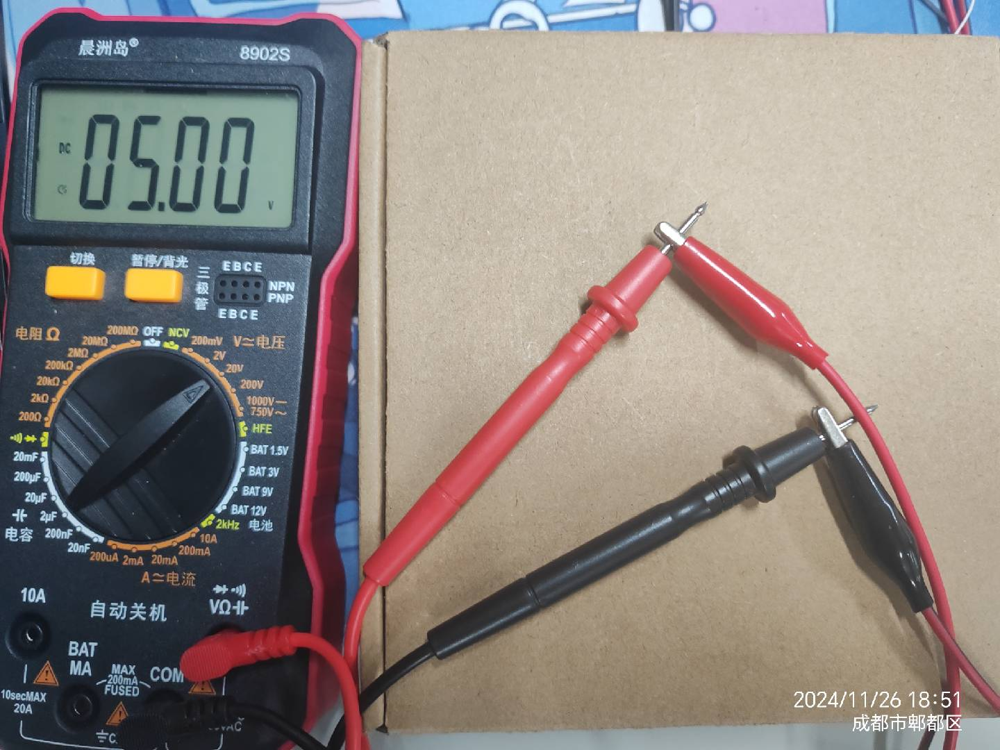 晨洲岛® 8902S
DC 05.00 V
切换 暂停/背光
三极管
EBCE
NPN
PNP
EBCE
电阻Ω 200MΩ OFF NCV 200mV V⎓电压
20MΩ 2V
2MΩ 20V
200kΩ 200V
20kΩ 1000V—
2kΩ 750V～
200Ω HFE
20mF BAT 1.5V
200μF BAT 3V
20μF BAT 9V
2μF BAT 12V
电容 200nF 2kHz 电池
20nF 10A
200uA 2mA 20mA 200mA
A⎓电流
10A 自动关机 VΩ
BAT
MA
MAX
200mA
FUSED
COM
10secMAX
20A
2024/11/26 18:51
成都市郫都区